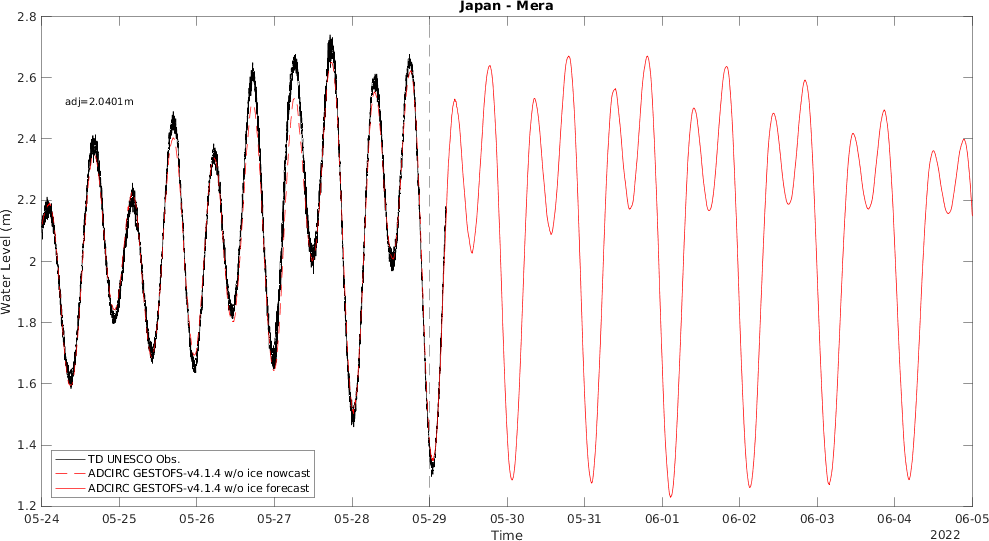 Japan - Mera
2.8
2.6
2.4
2.2
2
1.8
1.6
1.4
1.2
Water Level (m)
adj=2.0401m
TD UNESCO Obs.
ADCIRC GESTOFS-v4.1.4 w/o ice nowcast
ADCIRC GESTOFS-v4.1.4 w/o ice forecast
05-24 05-25 05-26 05-27 05-28 05-29 05-30 05-31 06-01 06-02 06-03 06-04 06-05
Time
2022